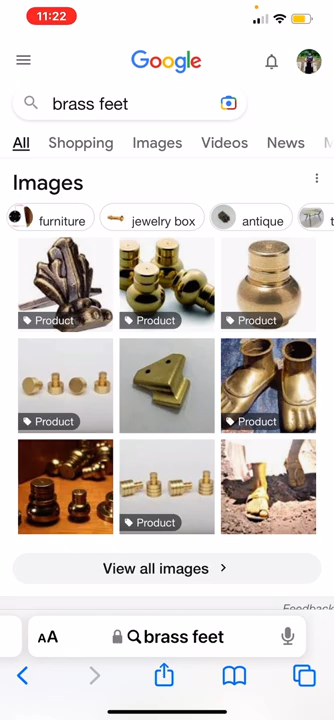 11:22
Google
brass feet
All Shopping Images Videos News
Images
furniture jewelry box antique
Product Product Product
Product Product
Product
View all images
Feedback
AA brass feet